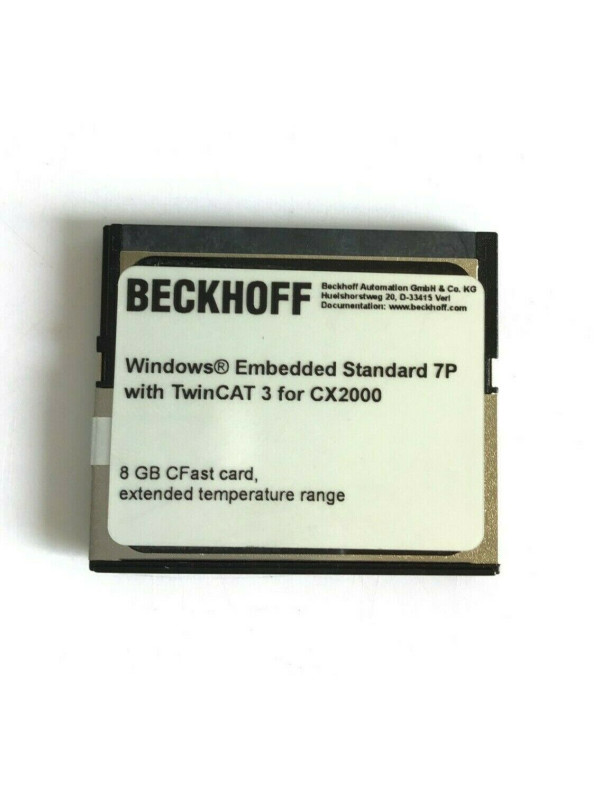 BECKHOFF
Beckhoff Automation GmbH & Co. KG
Huelshorstweg 20, D-33415 Verl
Documentation: www.beckhoff.com
Windows® Embedded Standard 7P
with TwinCAT 3 for CX2000
8 GB CFast card,
extended temperature range